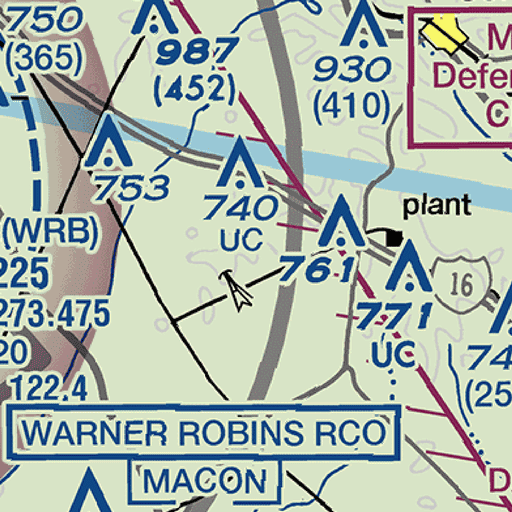 750
(365)
987
(452)
930
(410)
M
Defer
C
753
740
UC
plant
(WRB)
225
273.475
20
122.4
761
16
771
UC
74
(25
WARNER ROBINS RCO
MACON
D